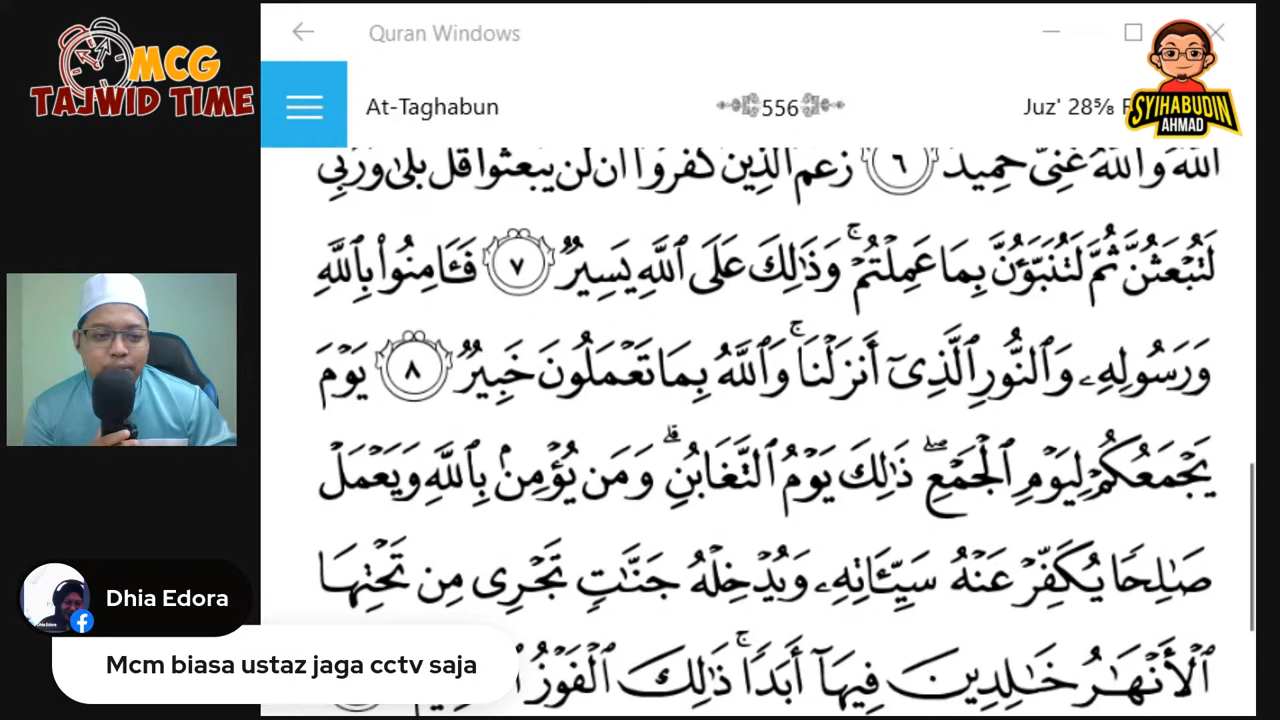 MCG
TAJWID TIME
Quran Windows
At-Taghabun
556
Juz' 28⅝
SYIHABUDIN
AHMAD
ٱللَّهُ وَٱللَّهُ غَنِيٌّ حَمِيدٌ ٦ زَعَمَ ٱلَّذِينَ كَفَرُوٓا۟ أَن لَّن يُبْعَثُوا۟ قُلْ بَلَىٰ وَرَبِّى
لَتُبْعَثُنَّ ثُمَّ لَتُنَبَّؤُنَّ بِمَا عَمِلْتُمْ ۚ وَذَٰلِكَ عَلَى ٱللَّهِ يَسِيرٌ ٧ فَـَٔامِنُوا۟ بِٱللَّهِ
وَرَسُولِهِۦ وَٱلنُّورِ ٱلَّذِىٓ أَنزَلْنَا ۚ وَٱللَّهُ بِمَا تَعْمَلُونَ خَبِيرٌ ٨ يَوْمَ
يَجْمَعُكُمْ لِيَوْمِ ٱلْجَمْعِ ۖ ذَٰلِكَ يَوْمُ ٱلتَّغَابُنِ ۗ وَمَن يُؤْمِنۢ بِٱللَّهِ وَيَعْمَلْ
صَـٰلِحًا يُكَفِّرْ عَنْهُ سَيِّـَٔاتِهِۦ وَيُدْخِلْهُ جَنَّـٰتٍ تَجْرِى مِن تَحْتِهَا
ٱلْأَنْهَـٰرُ خَـٰلِدِينَ فِيهَآ أَبَدًا ۚ ذَٰلِكَ ٱلْفَوْزُ
Dhia Edora
Mcm biasa ustaz jaga cctv saja